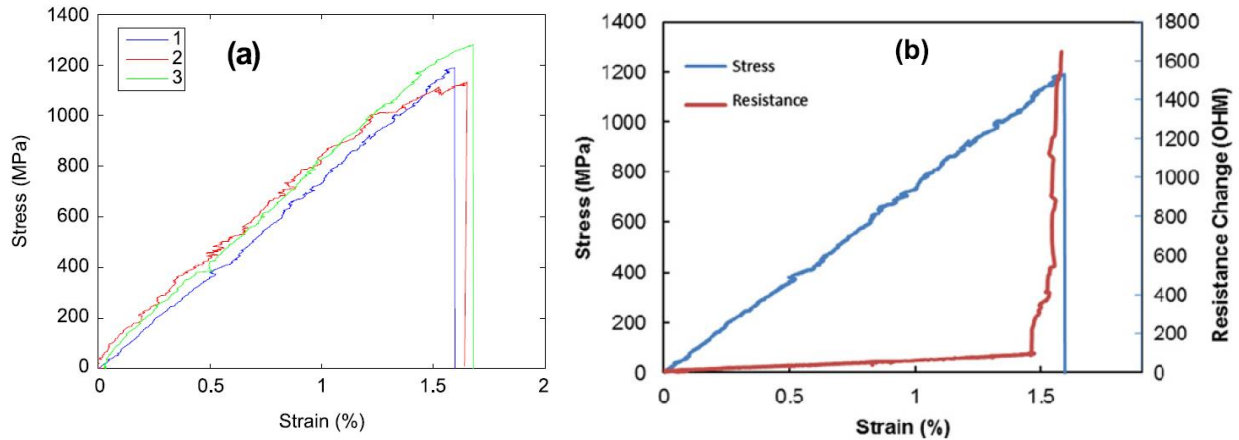 (a)
1
2
3
1400
1200
1000
800
600
400
200
0
Stress (MPa)
0 0.5 1 1.5 2
Strain (%)
(b)
Stress
Resistance
1400
1200
1000
800
600
400
200
0
Stress (MPa)
0 0.5 1 1.5
Strain (%)
1800
1600
1400
1200
1000
800
600
400
200
0
Resistance Change (OHM)